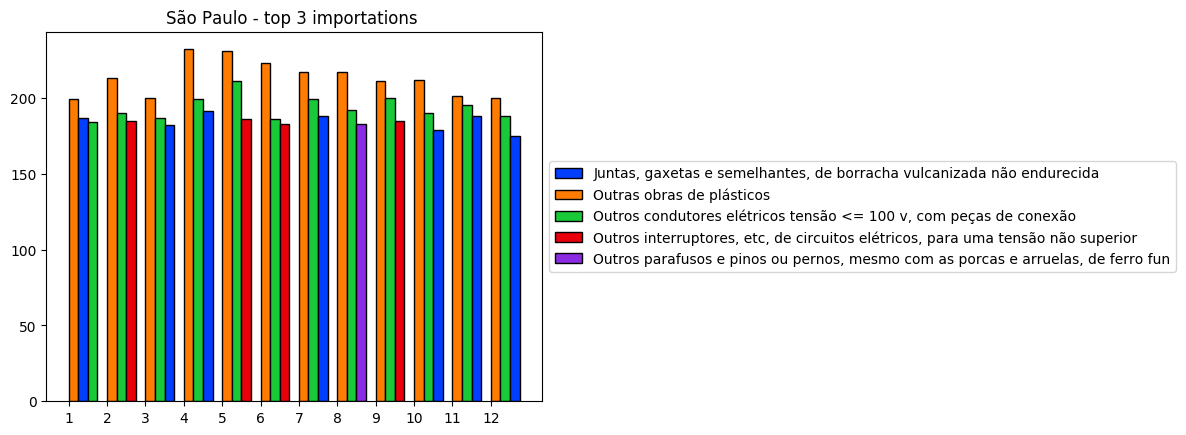 São Paulo - top 3 importations
200
150
100
50
0
1 2 3 4 5 6 7 8 9 10 11 12
Juntas, gaxetas e semelhantes, de borracha vulcanizada não endurecida
Outras obras de plásticos
Outros condutores elétricos tensão <= 100 v, com peças de conexão
Outros interruptores, etc, de circuitos elétricos, para uma tensão não superior
Outros parafusos e pinos ou pernos, mesmo com as porcas e arruelas, de ferro fun